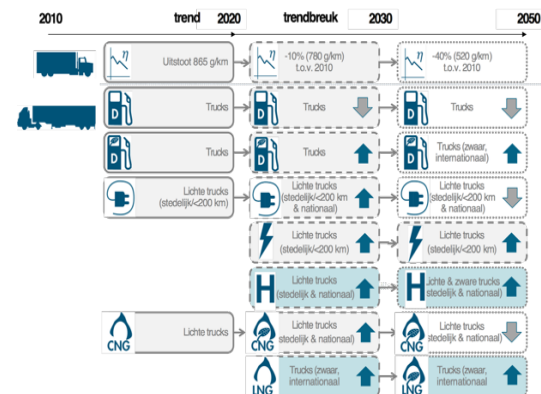 2010 trend 2020 trendbreuk 2030 2050
η Uitstoot 865 g/km
η -10% (780 g/km)
t.o.v. 2010
η -40% (520 g/km)
t.o.v. 2010
Trucks
Trucks
Trucks
D Trucks
D Trucks
D Trucks (zwaar,
internationaal)
Lichte trucks
(stedelijk/<200 km)
Lichte trucks
(stedelijk/<200 km
& nationaal)
Lichte trucks
(stedelijk/<200 km
& nationaal)
Lichte trucks
(stedelijk/<200 km)
Lichte trucks
(stedelijk/<200 km)
H Lichte trucks
(stedelijk & nationaal)
H Lichte & zware trucks
stedelijk & nationaal)
CNG Lichte trucks
CNG Lichte trucks
stedelijk & nationaal)
CNG Lichte trucks
stedelijk & nationaal)
LNG Trucks (zwaar,
internationaal
LNG Trucks (zwaar,
internationaal